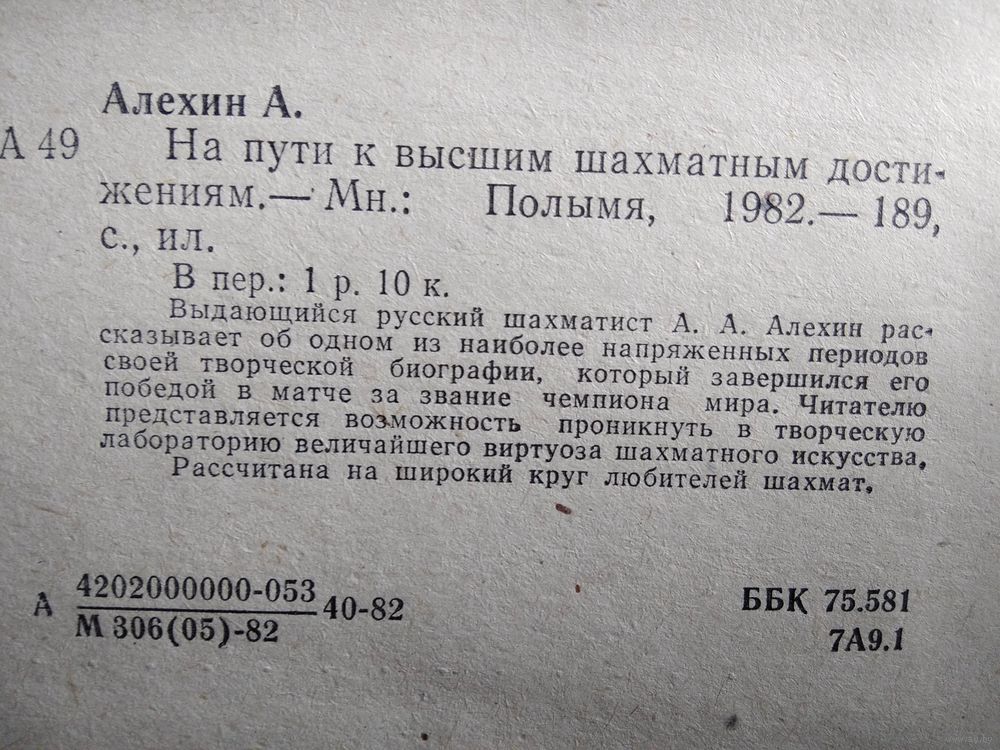 Алехин А.
А 49 На пути к высшим шахматным дости-
жениям.— Мн.: Полымя, 1982.— 189,
с., ил.
В пер.: 1 р. 10 к.
Выдающийся русский шахматист А. А. Алехин рас-
сказывает об одном из наиболее напряженных периодов
своей творческой биографии, который завершился его
победой в матче за звание чемпиона мира. Читателю
представляется возможность проникнуть в творческую
лабораторию величайшего виртуоза шахматного искусства.
Рассчитана на широкий круг любителей шахмат.
А 4202000000-053 40-82
М 306(05)-82
ББК 75.581
7А9.1